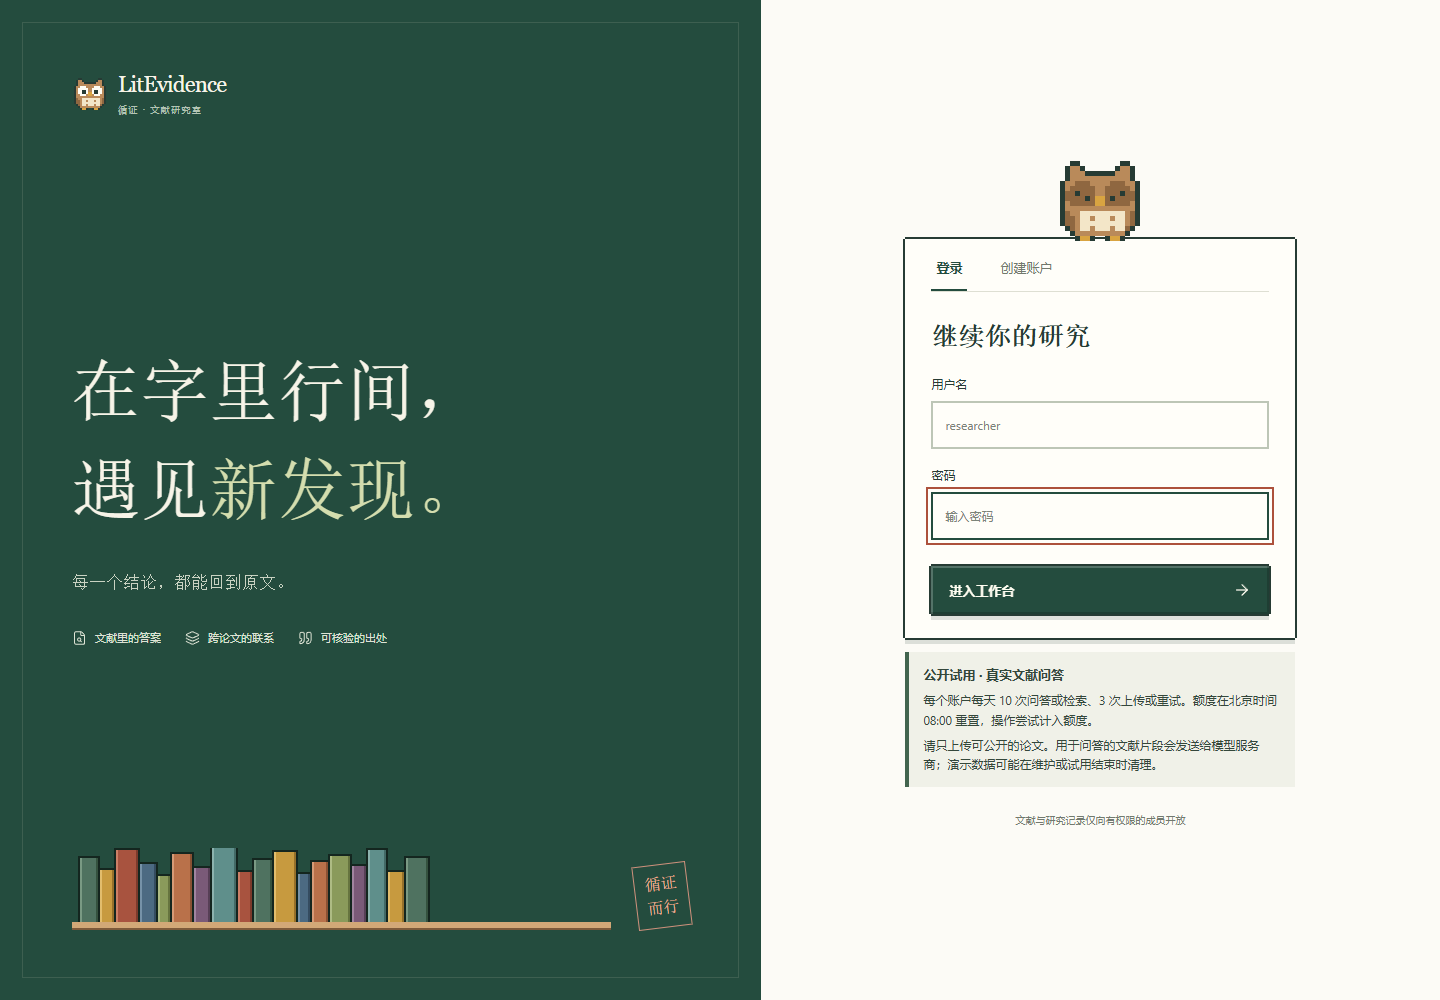 LitEvidence
循证 · 文献研究室
在字里行间，
遇见新发现。
每一个结论，都能回到原文。
文献里的答案
跨论文的联系
可核验的出处
循证
而行
登录
创建账户
继续你的研究
用户名
researcher
密码
输入密码
进入工作台
公开试用 · 真实文献问答
每个账户每天 10 次问答或检索、3 次上传或重试。额度在北京时间
08:00 重置，操作尝试计入额度。
请只上传可公开的论文。用于问答的文献片段会发送给模型服务
商；演示数据可能在维护或试用结束时清理。
文献与研究记录仅向有权限的成员开放